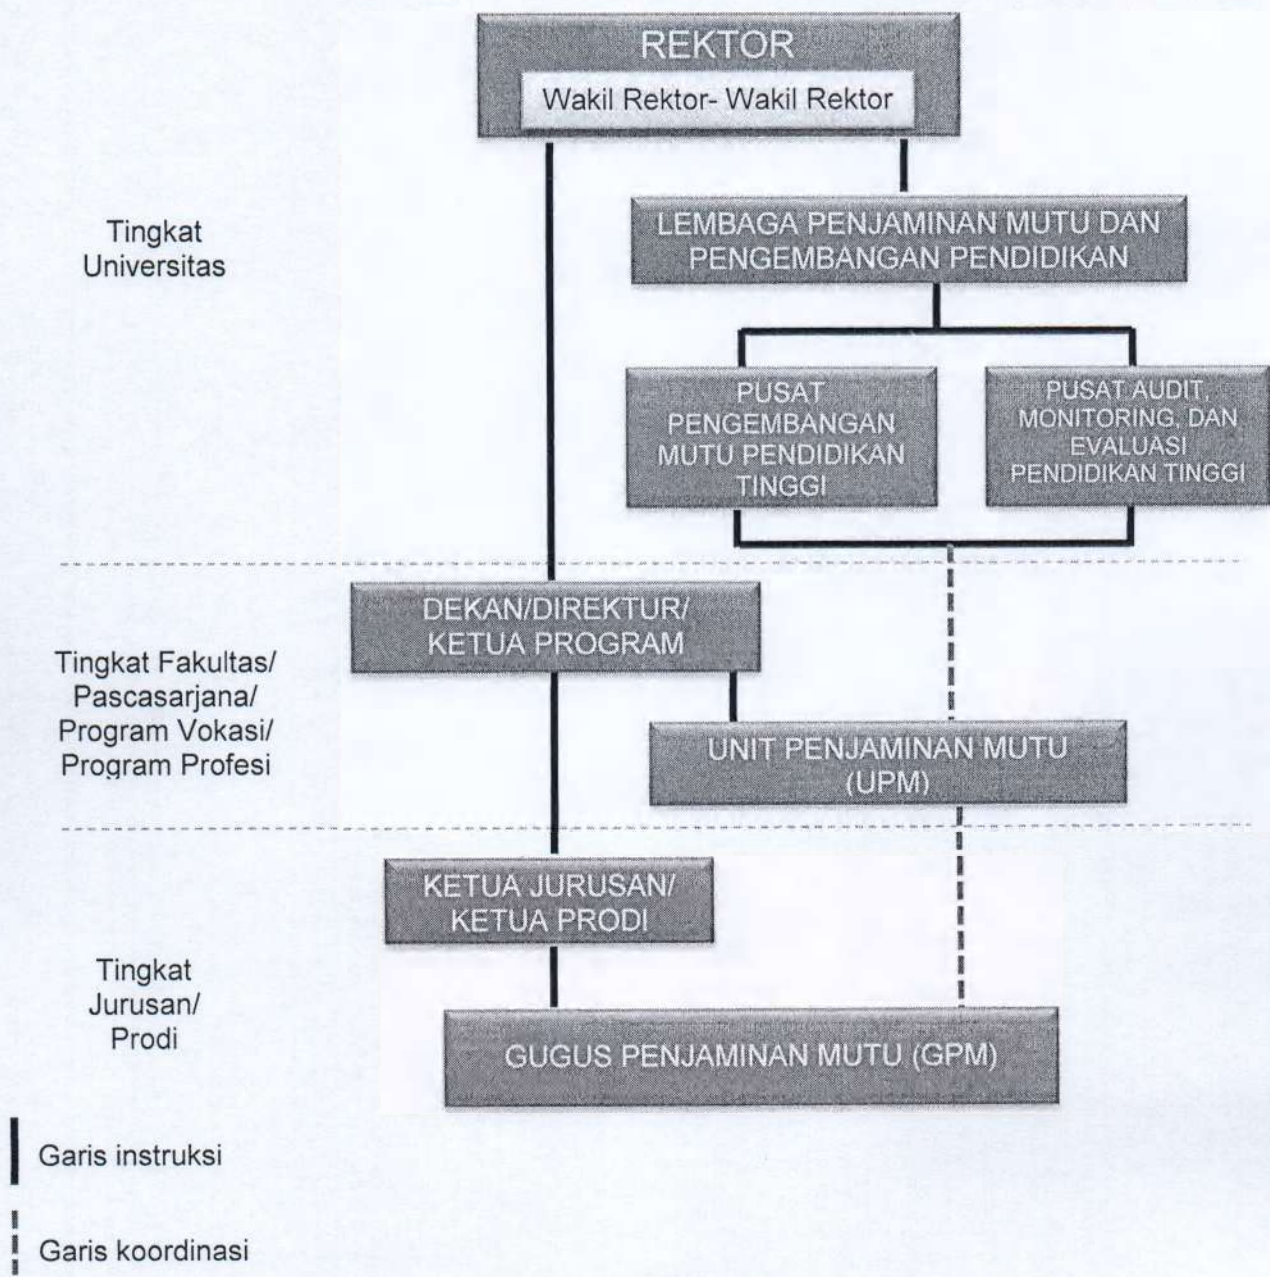 REKTOR
Wakil Rektor- Wakil Rektor
Tingkat
Universitas
LEMBAGA PENJAMINAN MUTU DAN
PENGEMBANGAN PENDIDIKAN
PUSAT
PENGEMBANGAN
MUTU PENDIDIKAN
TINGGI
PUSAT AUDIT,
MONITORING, DAN
EVALUASI
PENDIDIKAN TINGGI
Tingkat Fakultas/
Pascasarjana/
Program Vokasi/
Program Profesi
DEKAN/DIREKTUR/
KETUA PROGRAM
UNIT PENJAMINAN MUTU
(UPM)
Tingkat
Jurusan/
Prodi
KETUA JURUSAN/
KETUA PRODI
GUGUS PENJAMINAN MUTU (GPM)
Garis instruksi
Garis koordinasi